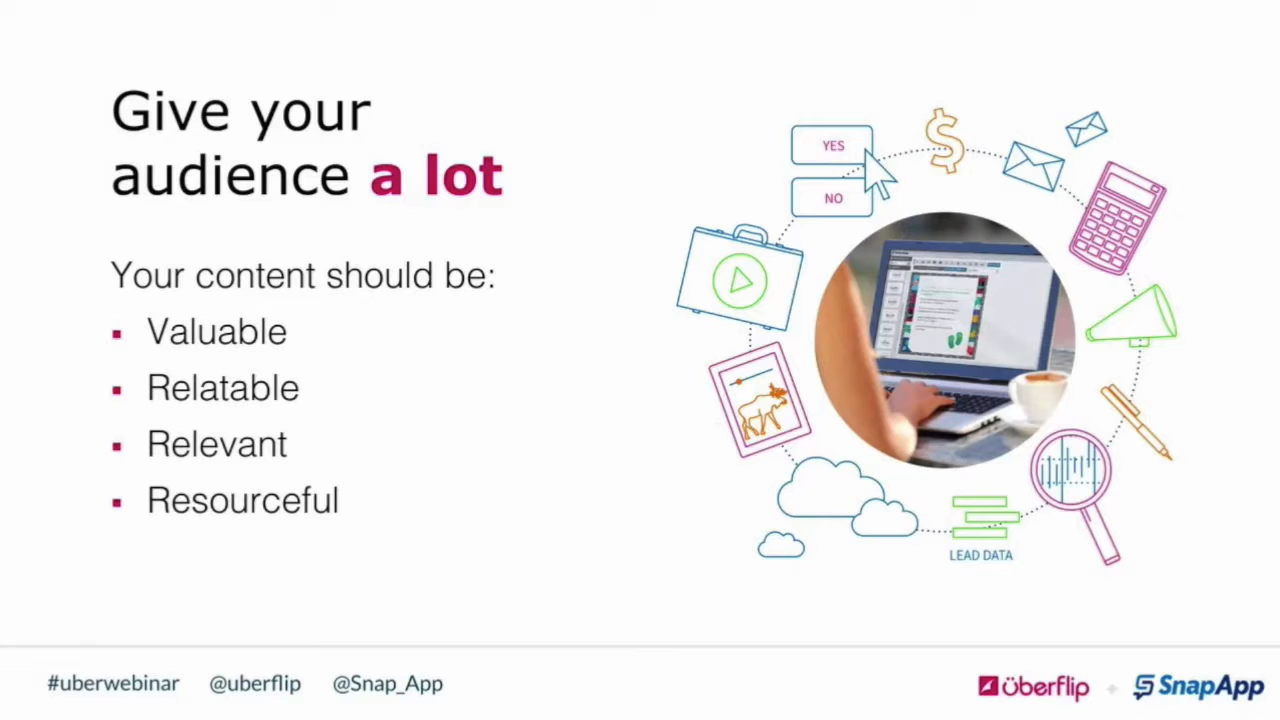 Give your
audience a lot
Your content should be:
▪ Valuable
▪ Relatable
▪ Relevant
▪ Resourceful
YES
NO
LEAD DATA
#uberwebinar @uberflip @Snap_App
überflip + SnapApp